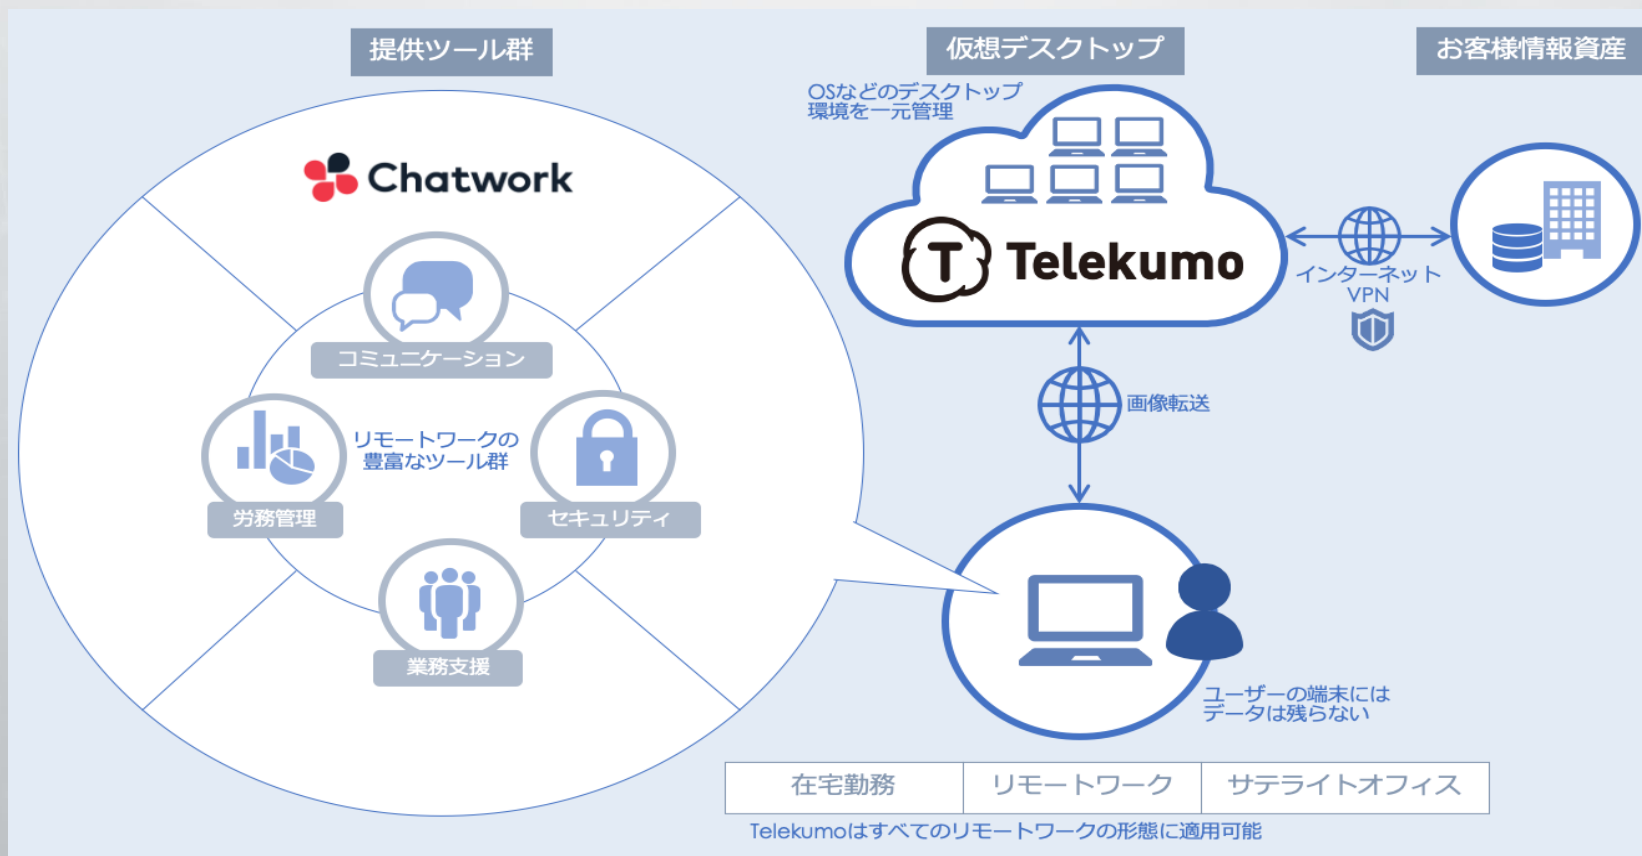 提供ツール群
仮想デスクトップ
お客様情報資産
OSなどのデスクトップ
環境を一元管理
Chatwork
Telekumo
インターネット
VPN
コミュニケーション
画像転送
リモートワークの
豊富なツール群
労務管理
セキュリティ
業務支援
ユーザーの端末には
データは残らない
在宅勤務
リモートワーク
サテライトオフィス
Telekumoはすべてのリモートワークの形態に適用可能